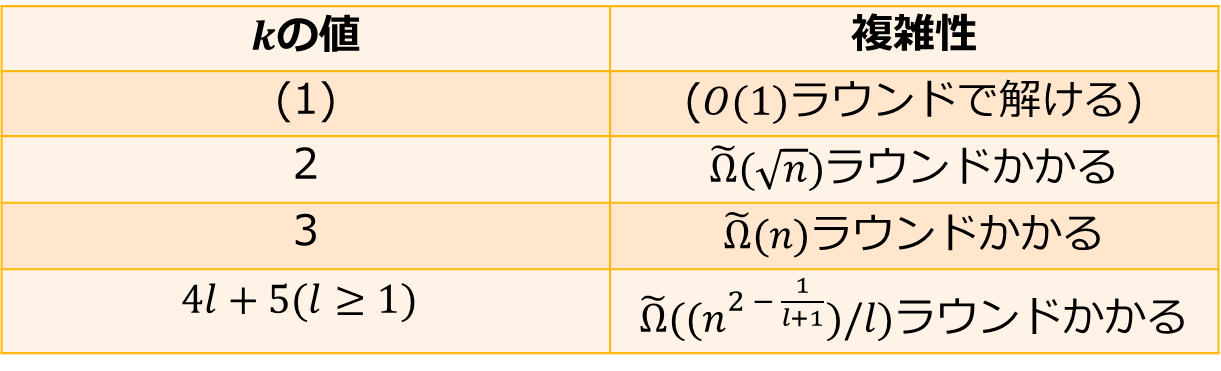 kの値 複雑性
(1) (O(1)ラウンドで解ける)
2 Ω̃(√n)ラウンドかかる
3 Ω̃(n)ラウンドかかる
4l + 5(l ≥ 1) Ω̃((n^{2 − \frac{1}{l+1}})/l)ラウンドかかる